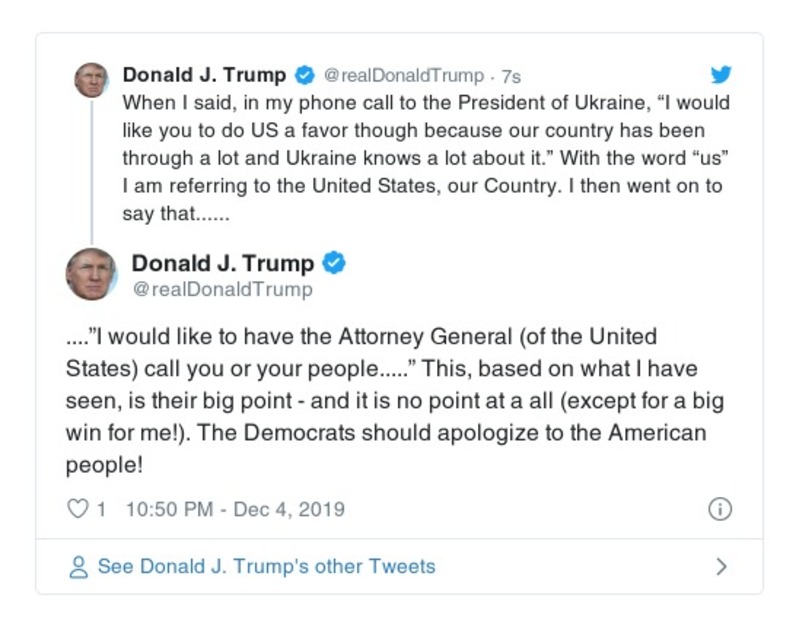 Donald J. Trump @realDonaldTrump · 7s
When I said, in my phone call to the President of Ukraine, “I would
like you to do US a favor though because our country has been
through a lot and Ukraine knows a lot about it.” With the word “us”
I am referring to the United States, our Country. I then went on to
say that......
Donald J. Trump
@realDonaldTrump
....”I would like to have the Attorney General (of the United
States) call you or your people.....” This, based on what I have
seen, is their big point - and it is no point at a all (except for a big
win for me!). The Democrats should apologize to the American
people!
1 10:50 PM - Dec 4, 2019
See Donald J. Trump's other Tweets